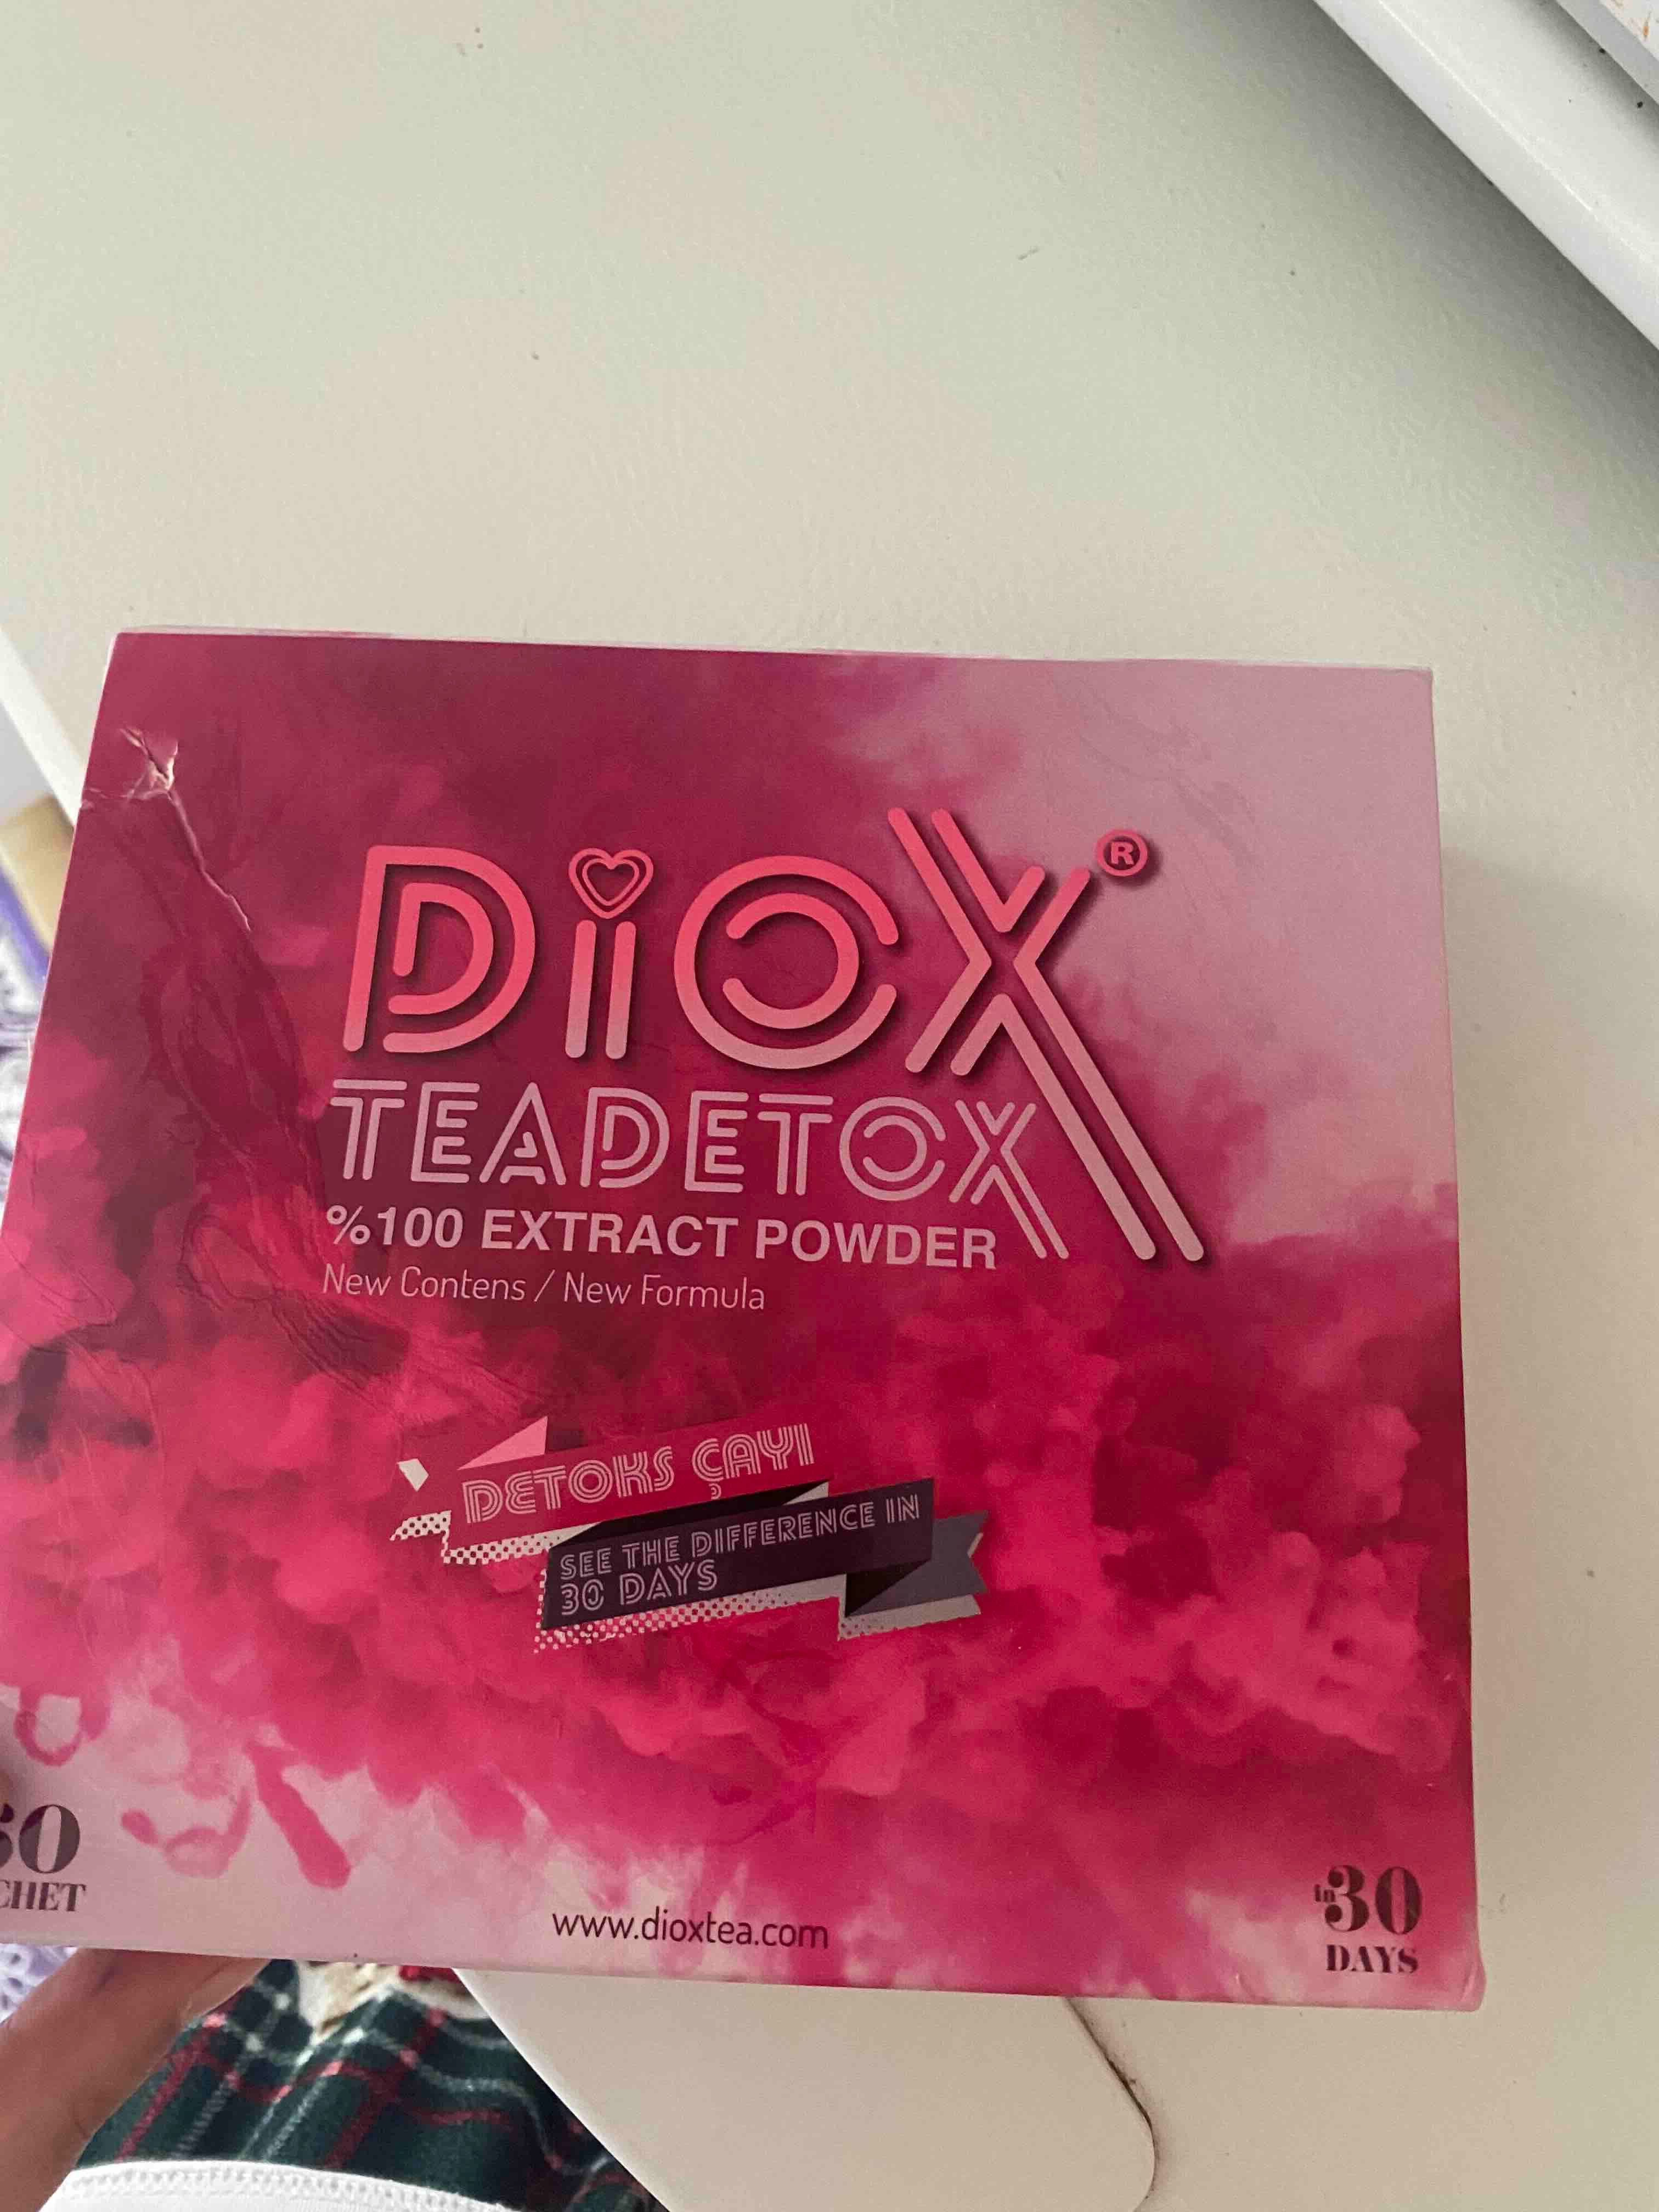 DiOX®
TEADETOX
%100 EXTRACT POWDER
New Contens / New Formula
DETOKS ÇAYI
SEE THE DIFFERENCE IN
30 DAYS
www.dioxtea.com
in 30
DAYS